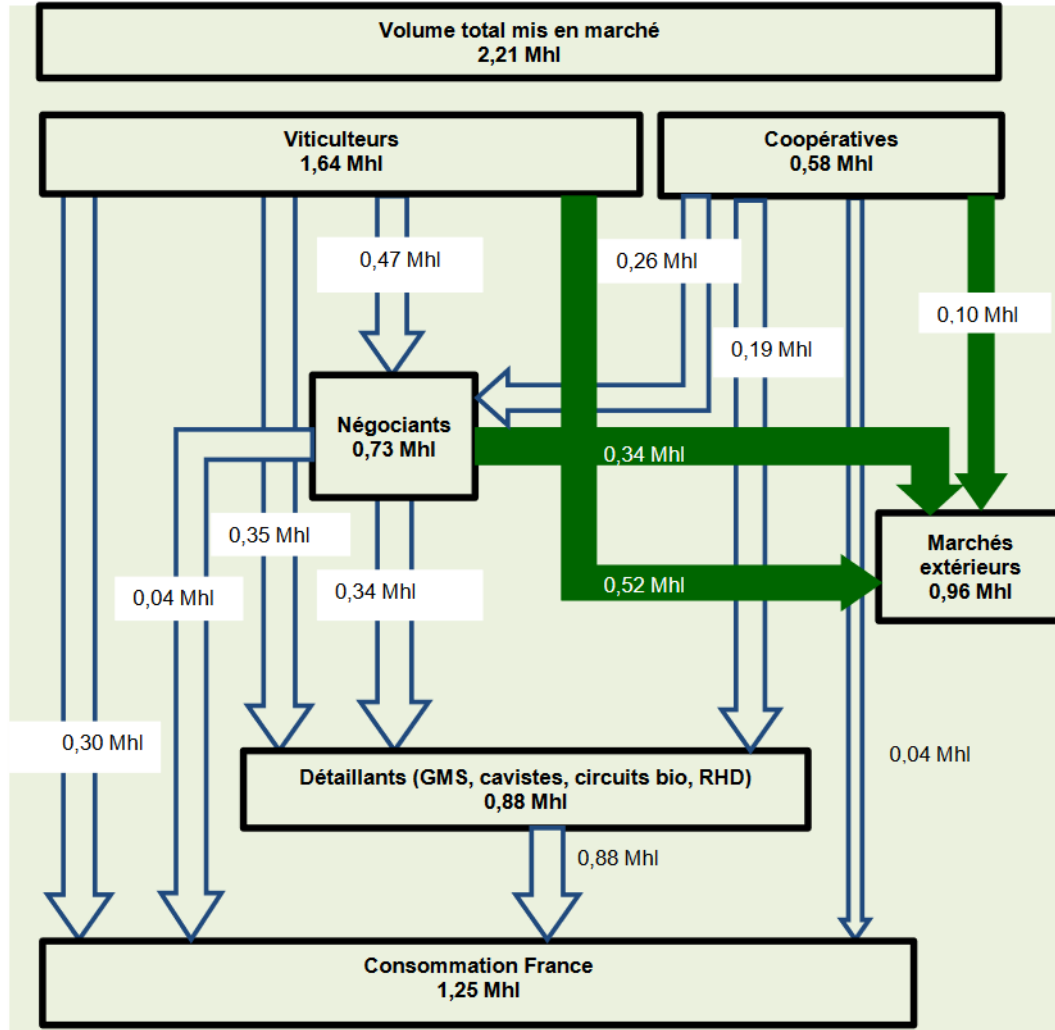 Volume total mis en marché
2,21 Mhl
Viticulteurs
1,64 Mhl
Coopératives
0,58 Mhl
0,47 Mhl
0,26 Mhl
0,10 Mhl
0,19 Mhl
Négociants
0,73 Mhl
0,34 Mhl
0,35 Mhl
Marchés
extérieurs
0,96 Mhl
0,04 Mhl
0,34 Mhl
0,52 Mhl
0,30 Mhl
0,04 Mhl
Détaillants (GMS, cavistes, circuits bio, RHD)
0,88 Mhl
0,88 Mhl
Consommation France
1,25 Mhl